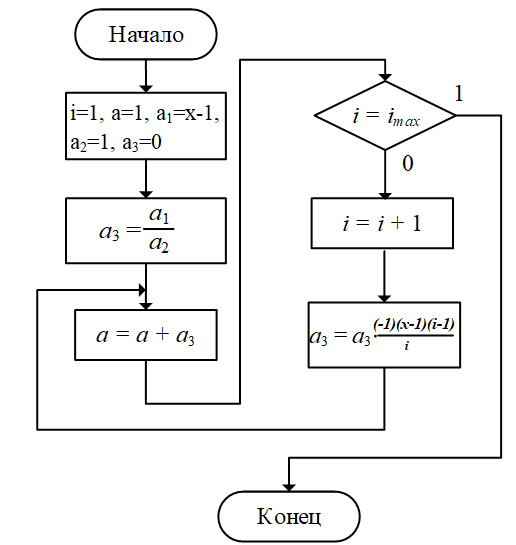 Начало
i=1, a=1, a₁=x-1,
a₂=1, a₃=0
a₃ = a₁/a₂
a = a + a₃
i = iₘₐₓ
1
0
i = i + 1
a₃ = a₃·(-1)(x-1)(i-1)/i
Конец